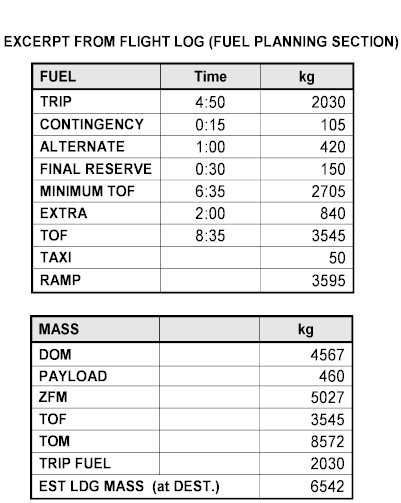 EXCERPT FROM FLIGHT LOG (FUEL PLANNING SECTION)
FUEL Time kg
TRIP 4:50 2030
CONTINGENCY 0:15 105
ALTERNATE 1:00 420
FINAL RESERVE 0:30 150
MINIMUM TOF 6:35 2705
EXTRA 2:00 840
TOF 8:35 3545
TAXI 50
RAMP 3595
MASS kg
DOM 4567
PAYLOAD 460
ZFM 5027
TOF 3545
TOM 8572
TRIP FUEL 2030
EST LDG MASS (at DEST.) 6542